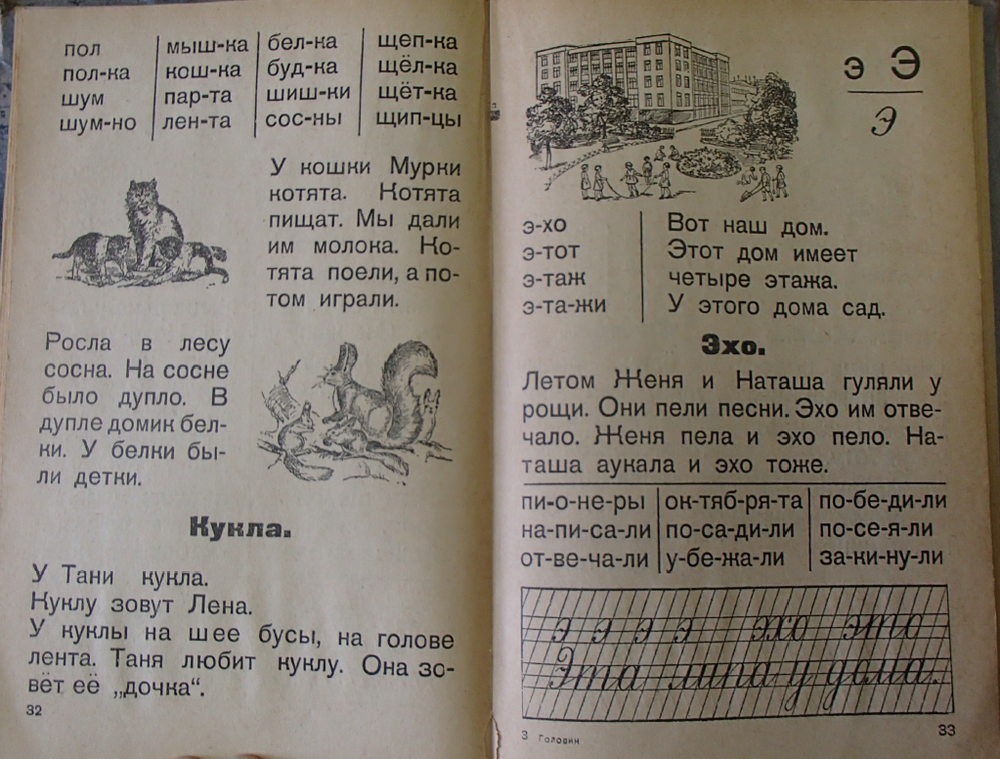 пол мыш-ка бел-ка щеп-ка
пол-ка кош-ка буд-ка щёл-ка
шум пар-та шиш-ки щёт-ка
шум-но лен-та сос-ны щип-цы
У кошки Мурки
котята. Котята
пищат. Мы дали
им молока. Ко-
тята поели, а по-
том играли.
Росла в лесу
сосна. На сосне
было дупло. В
дупле домик бел-
ки. У белки бы-
ли детки.
Кукла.
У Тани кукла.
Куклу зовут Лена.
У куклы на шее бусы, на голове
лента. Таня любит куклу. Она зо-
вёт её „дочка“.
32
э Э
Э
э-хо
э-тот
э-таж
э-та-жи
Вот наш дом.
Этот дом имеет
четыре этажа.
У этого дома сад.
Эхо.
Летом Женя и Наташа гуляли у
рощи. Они пели песни. Эхо им отве-
чало. Женя пела и эхо пело. На-
таша аукала и эхо тоже.
пи-о-не-ры ок-тяб-ря-та по-бе-ди-ли
на-пи-са-ли по-са-ди-ли по-се-я-ли
от-ве-ча-ли у-бе-жа-ли за-ки-ну-ли
э э э э эхо это
Эта липа у дома.
3 Головин
33